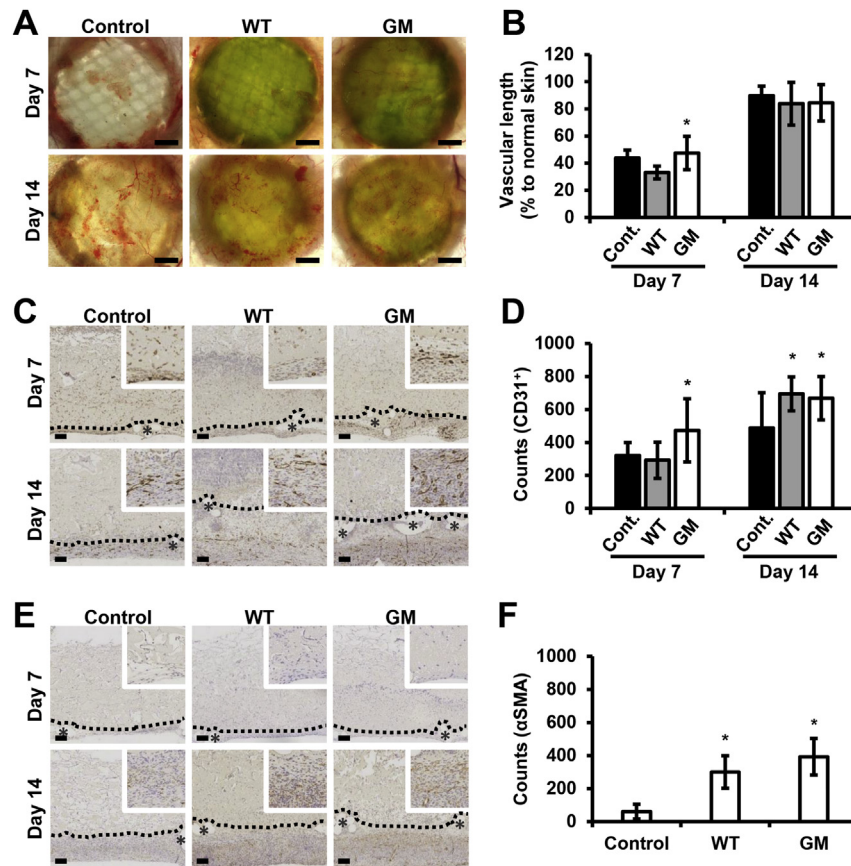 A
Control WT GM
Day 7
Day 14
B
Vascular length
(% to normal skin)
120
100
80
60
40
20
0
*
Cont. WT GM Cont. WT GM
Day 7 Day 14
C
Control WT GM
Day 7
* * *
Day 14
* * * * *
D
Counts (CD31⁺)
1000
800
600
400
200
0
* * *
Cont. WT GM Cont. WT GM
Day 7 Day 14
E
Control WT GM
Day 7
* * *
Day 14
* * * *
F
Counts (αSMA)
1000
800
600
400
200
0
* *
Control WT GM